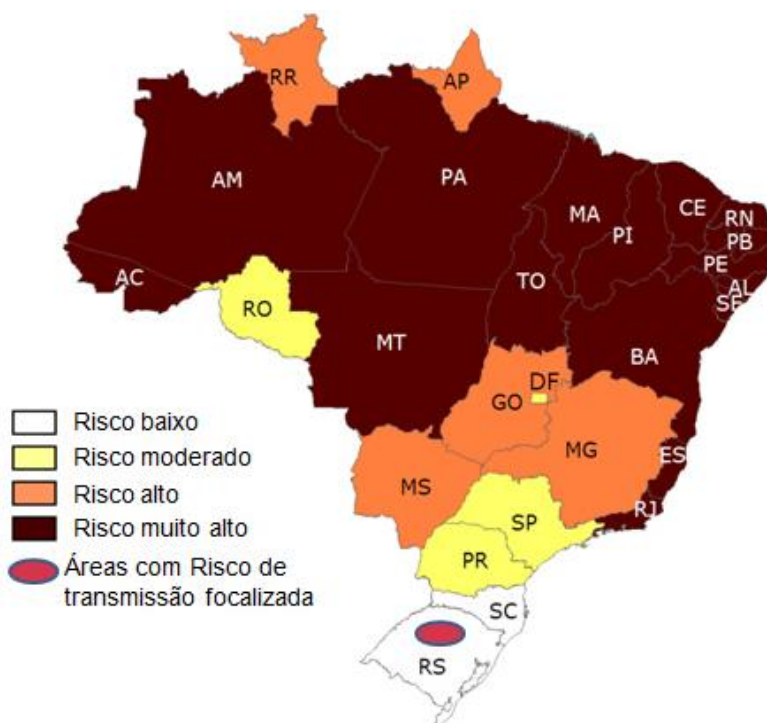 RR
AP
AM
PA
MA
CE
RN
PB
PI
PE
AL
SE
AC
TO
RO
MT
BA
DF
GO
MG
ES
MS
RJ
SP
PR
SC
RS
Risco baixo
Risco moderado
Risco alto
Risco muito alto
Áreas com Risco de
transmissão focalizada